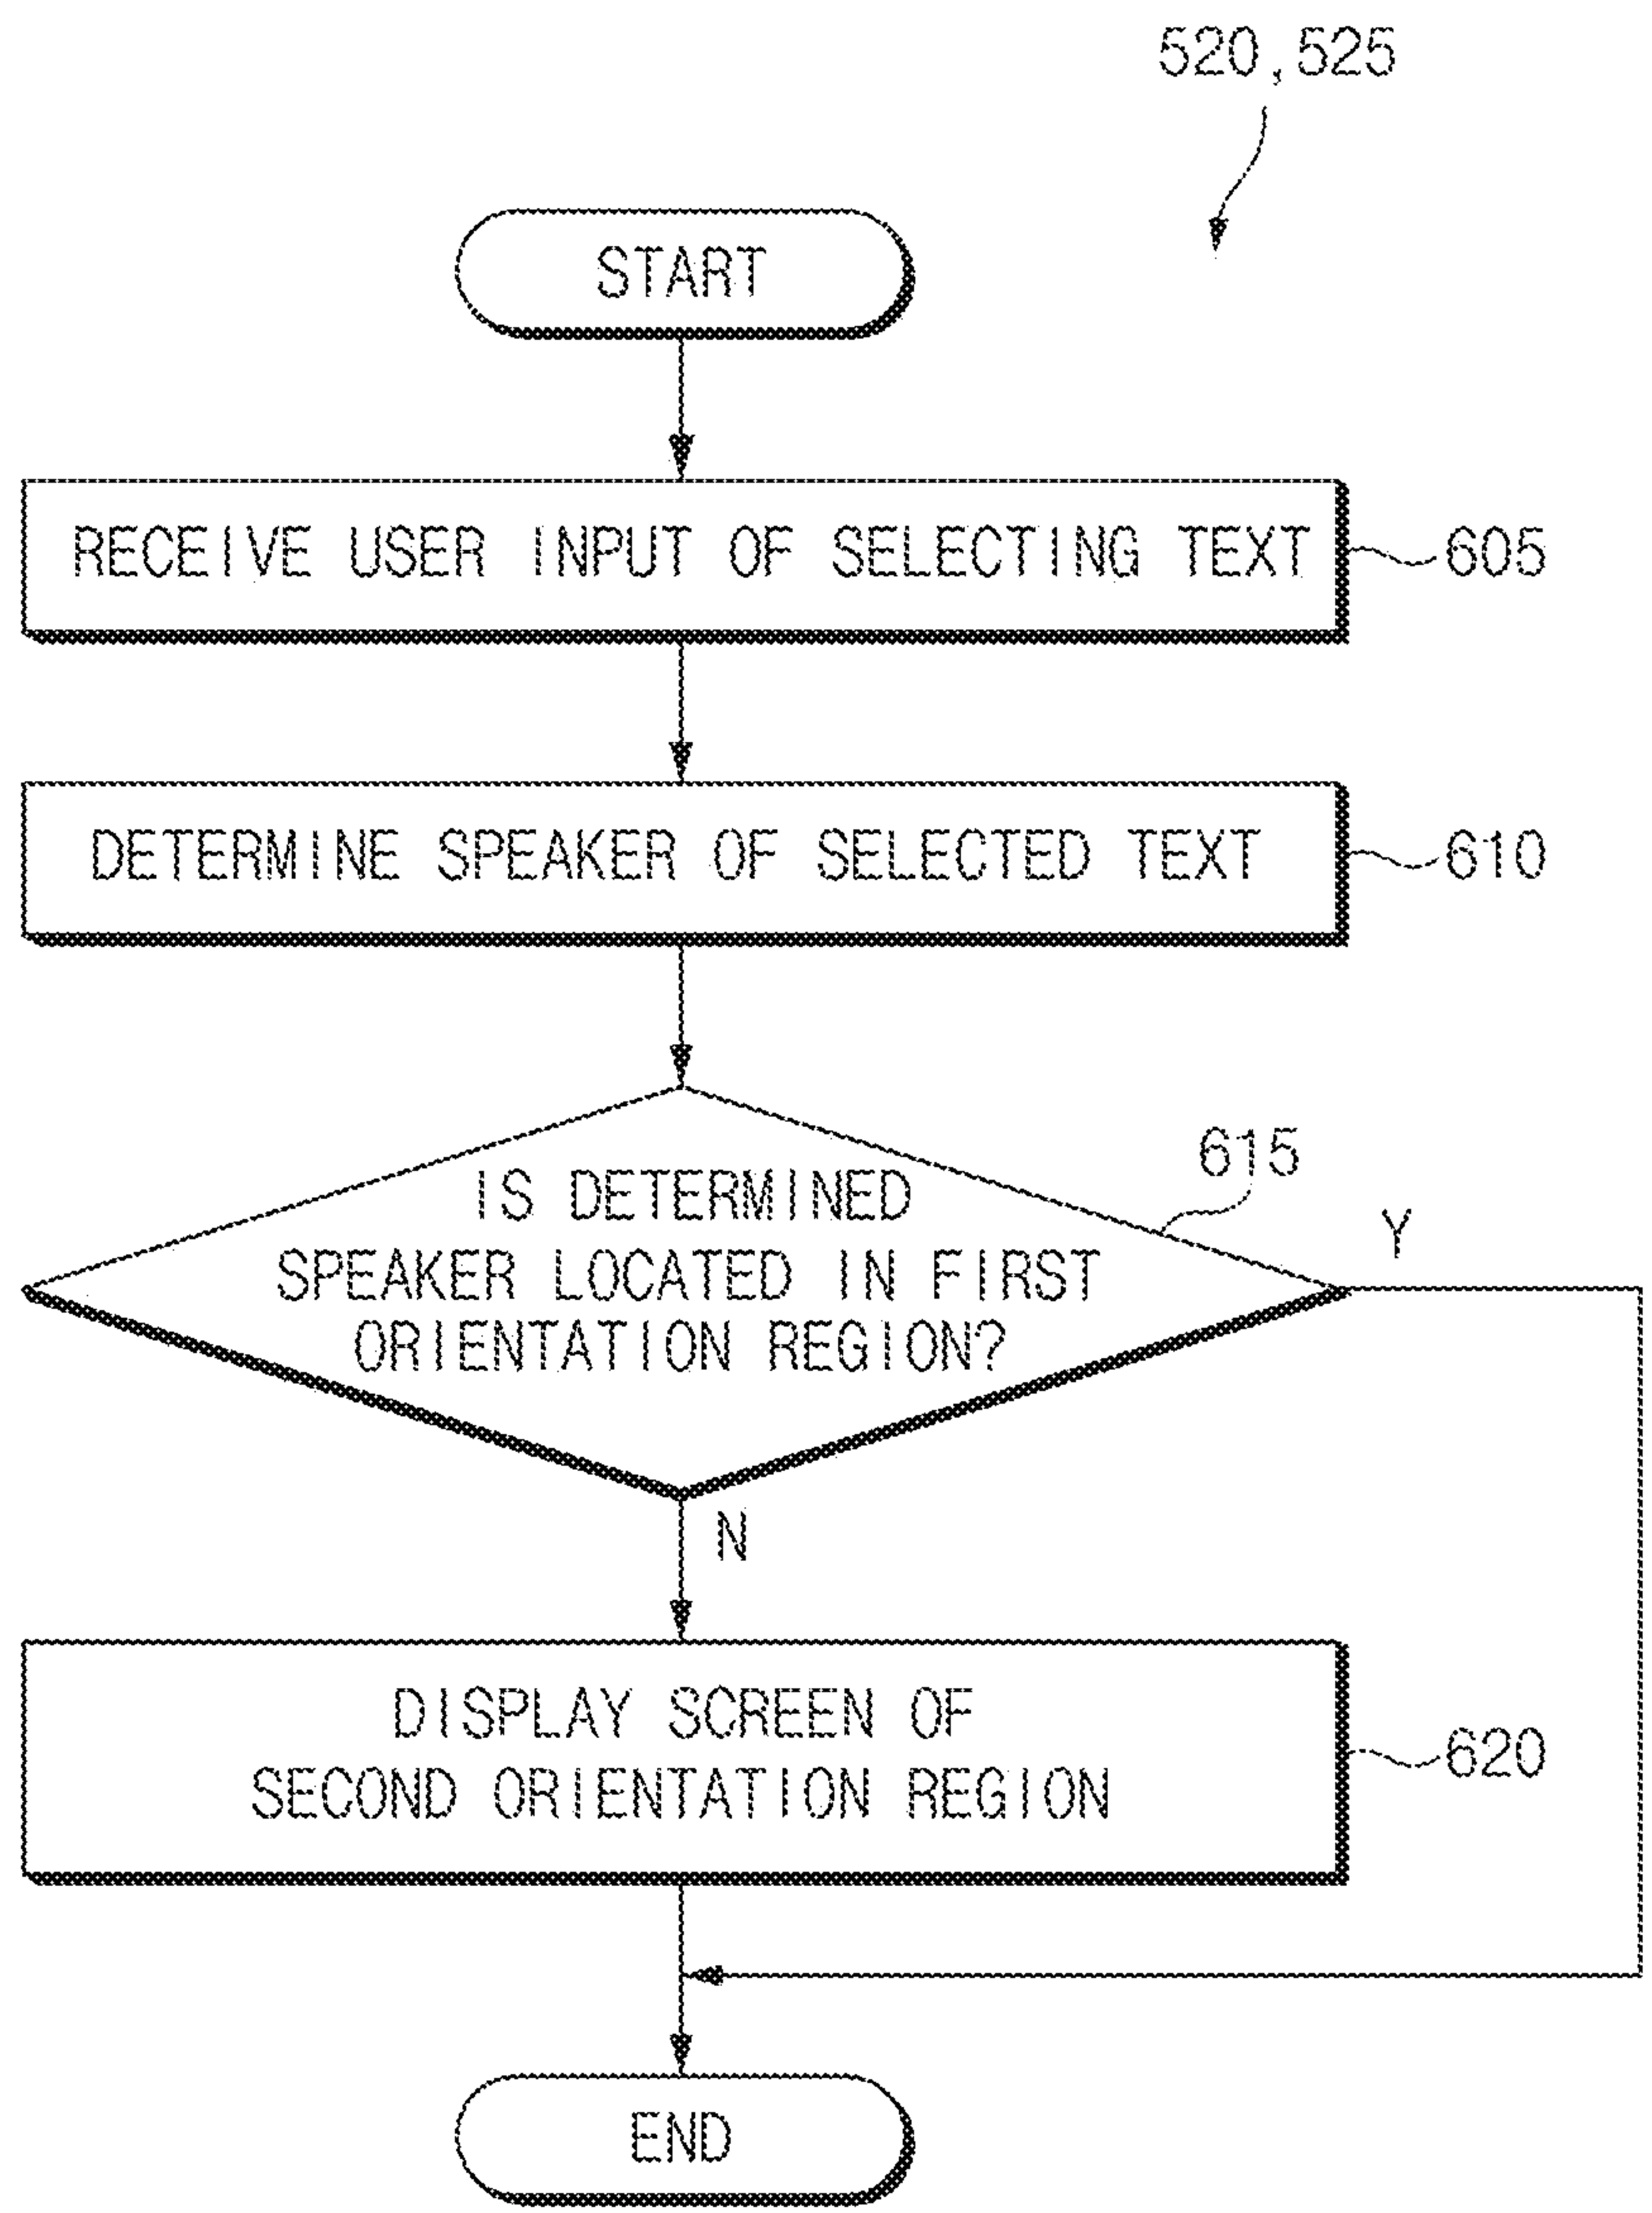 520,525
START
RECEIVE USER INPUT OF SELECTING TEXT
605
DETERMINE SPEAKER OF SELECTED TEXT
610
615
IS DETERMINED
SPEAKER LOCATED IN FIRST
ORIENTATION REGION?
Y
N
DISPLAY SCREEN OF
SECOND ORIENTATION REGION
620
END